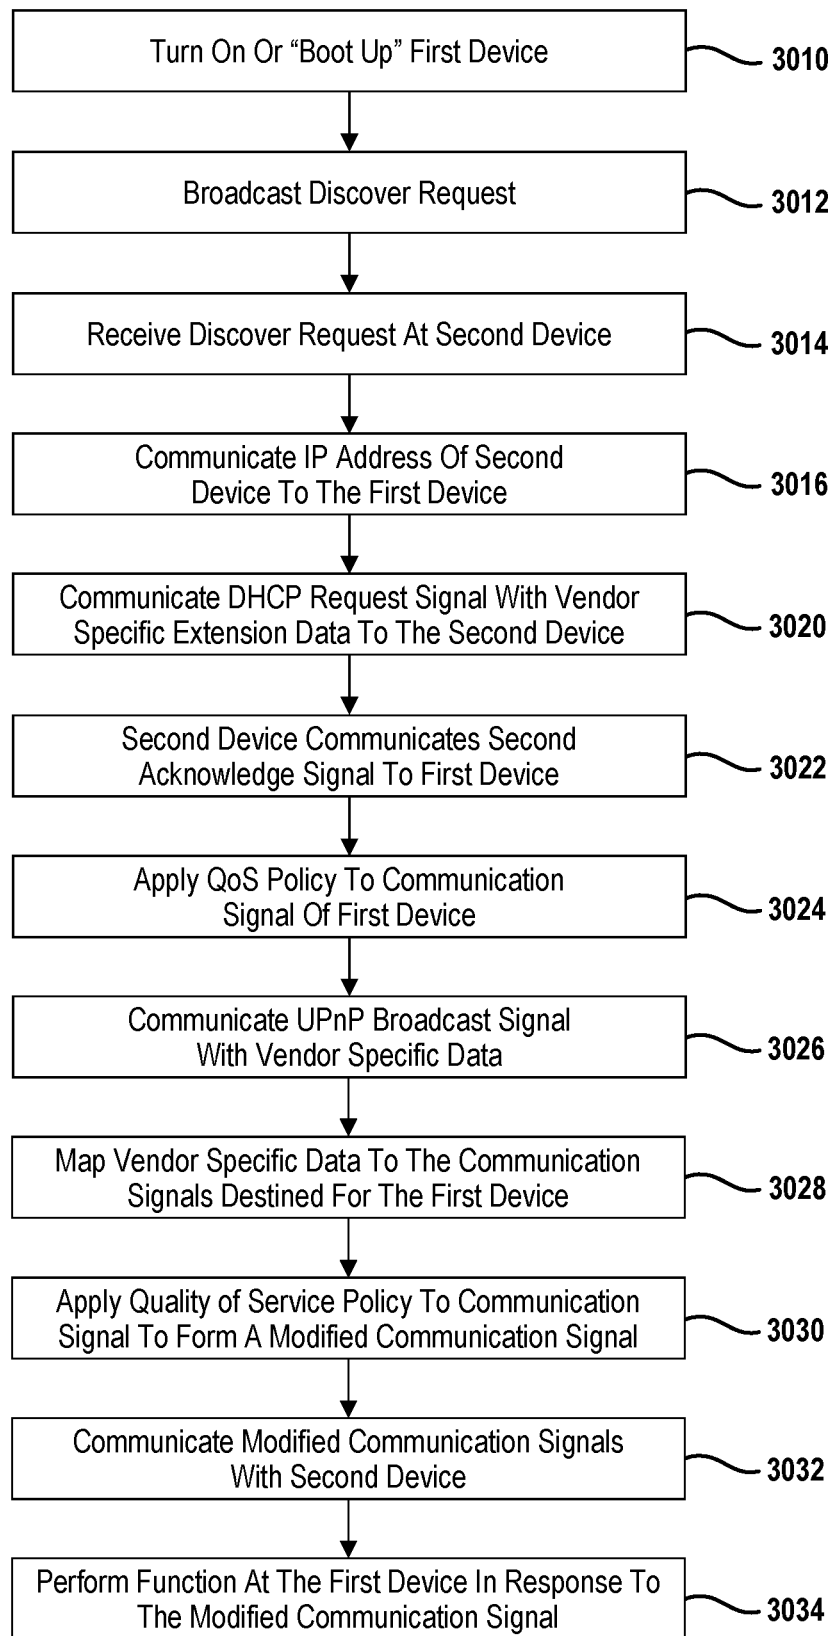 Turn On Or “Boot Up” First Device
3010
Broadcast Discover Request
3012
Receive Discover Request At Second Device
3014
Communicate IP Address Of Second
Device To The First Device
3016
Communicate DHCP Request Signal With Vendor
Specific Extension Data To The Second Device
3020
Second Device Communicates Second
Acknowledge Signal To First Device
3022
Apply QoS Policy To Communication
Signal Of First Device
3024
Communicate UPnP Broadcast Signal
With Vendor Specific Data
3026
Map Vendor Specific Data To The Communication
Signals Destined For The First Device
3028
Apply Quality of Service Policy To Communication
Signal To Form A Modified Communication Signal
3030
Communicate Modified Communication Signals
With Second Device
3032
Perform Function At The First Device In Response To
The Modified Communication Signal
3034